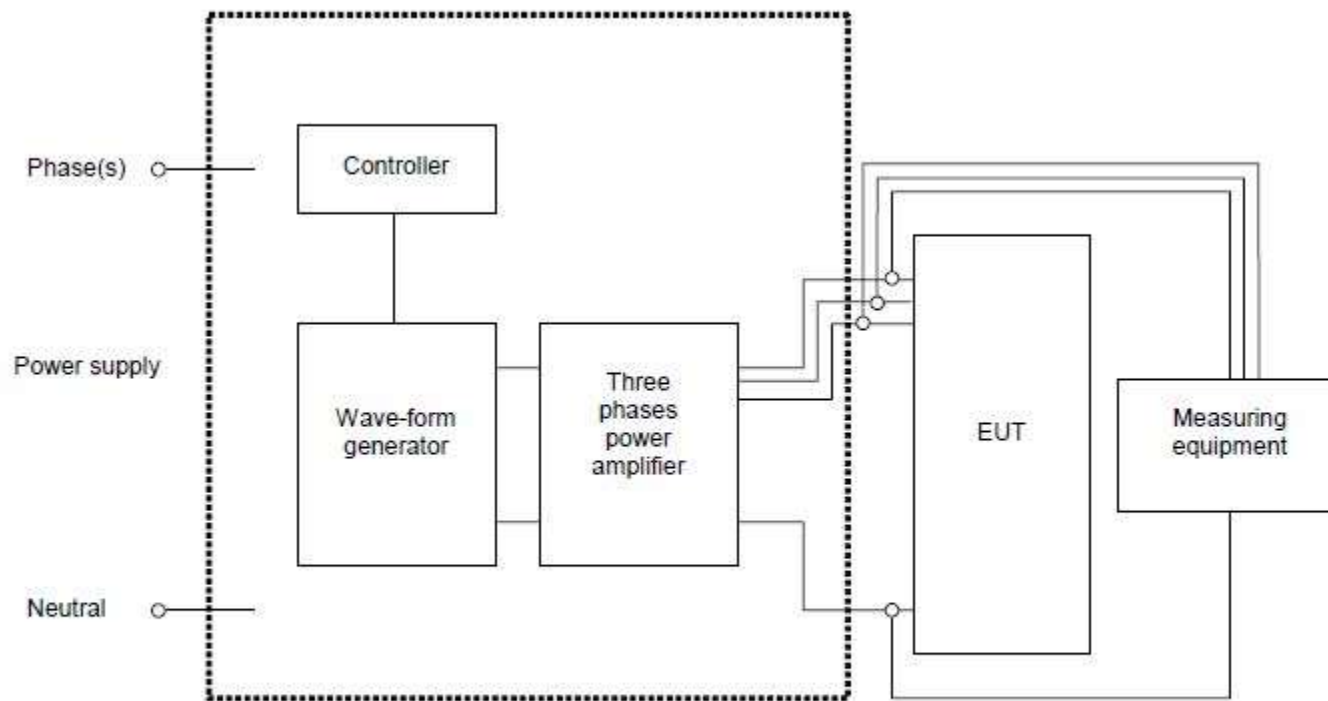 Phase(s)
Controller
Power supply
Wave-form
generator
Three
phases
power
amplifier
EUT
Measuring
equipment
Neutral